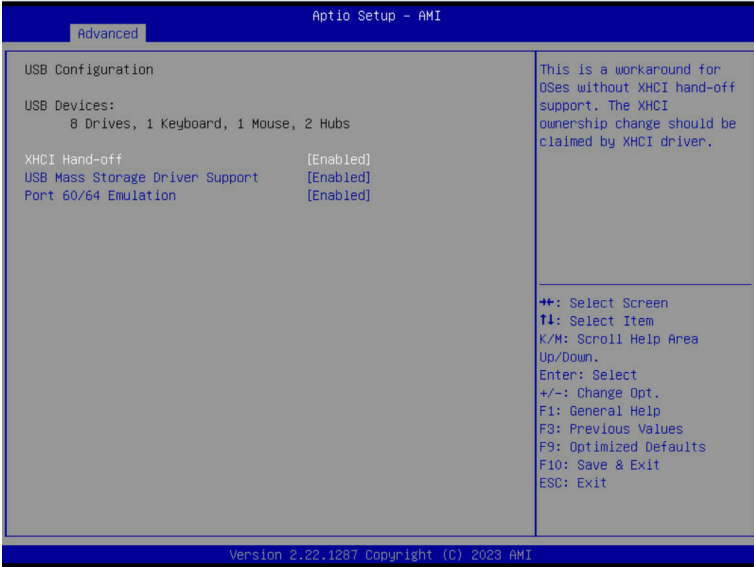 Aptio Setup – AMI
Advanced
USB Configuration
USB Devices:
8 Drives, 1 Keyboard, 1 Mouse, 2 Hubs
XHCI Hand-off [Enabled]
USB Mass Storage Driver Support [Enabled]
Port 60/64 Emulation [Enabled]
This is a workaround for
OSes without XHCI hand-off
support. The XHCI
ownership change should be
claimed by XHCI driver.
→←: Select Screen
↑↓: Select Item
K/M: Scroll Help Area
Up/Down.
Enter: Select
+/-: Change Opt.
F1: General Help
F3: Previous Values
F9: Optimized Defaults
F10: Save & Exit
ESC: Exit
Version 2.22.1287 Copyright (C) 2023 AMI